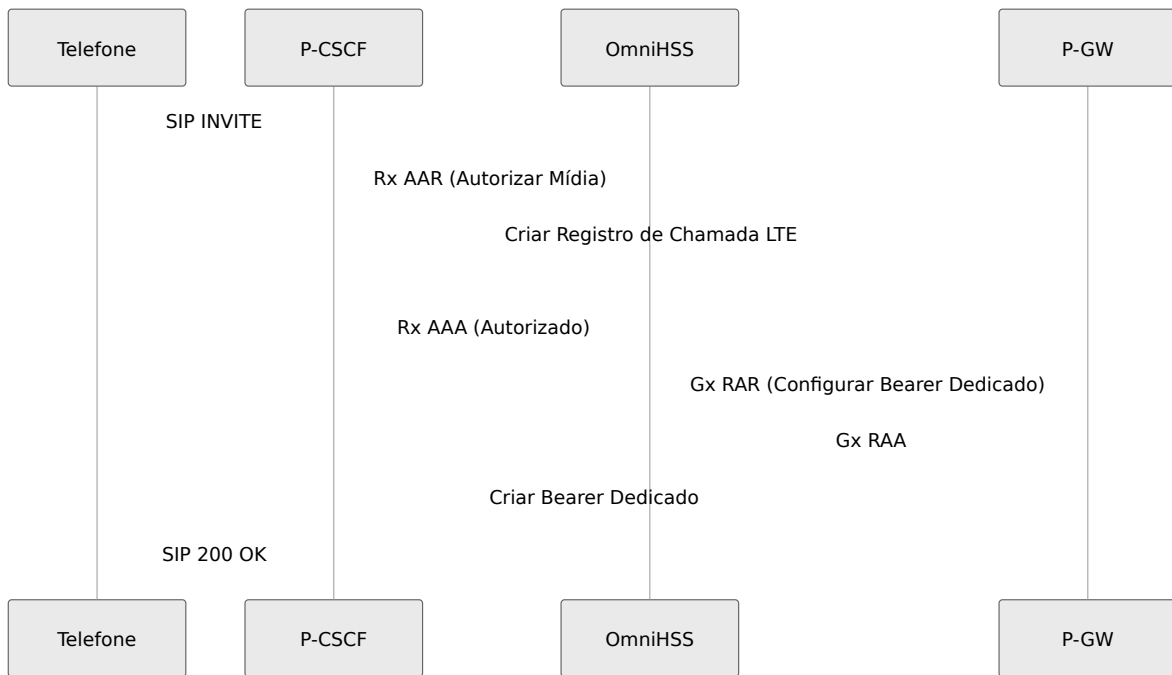 Telefone
P-CSCF
OmniHSS
P-GW
SIP INVITE
Rx AAR (Autorizar Mídia)
Criar Registro de Chamada LTE
Rx AAA (Autorizado)
Gx RAR (Configurar Bearer Dedicado)
Gx RAA
Criar Bearer Dedicado
SIP 200 OK
Telefone
P-CSCF
OmniHSS
P-GW